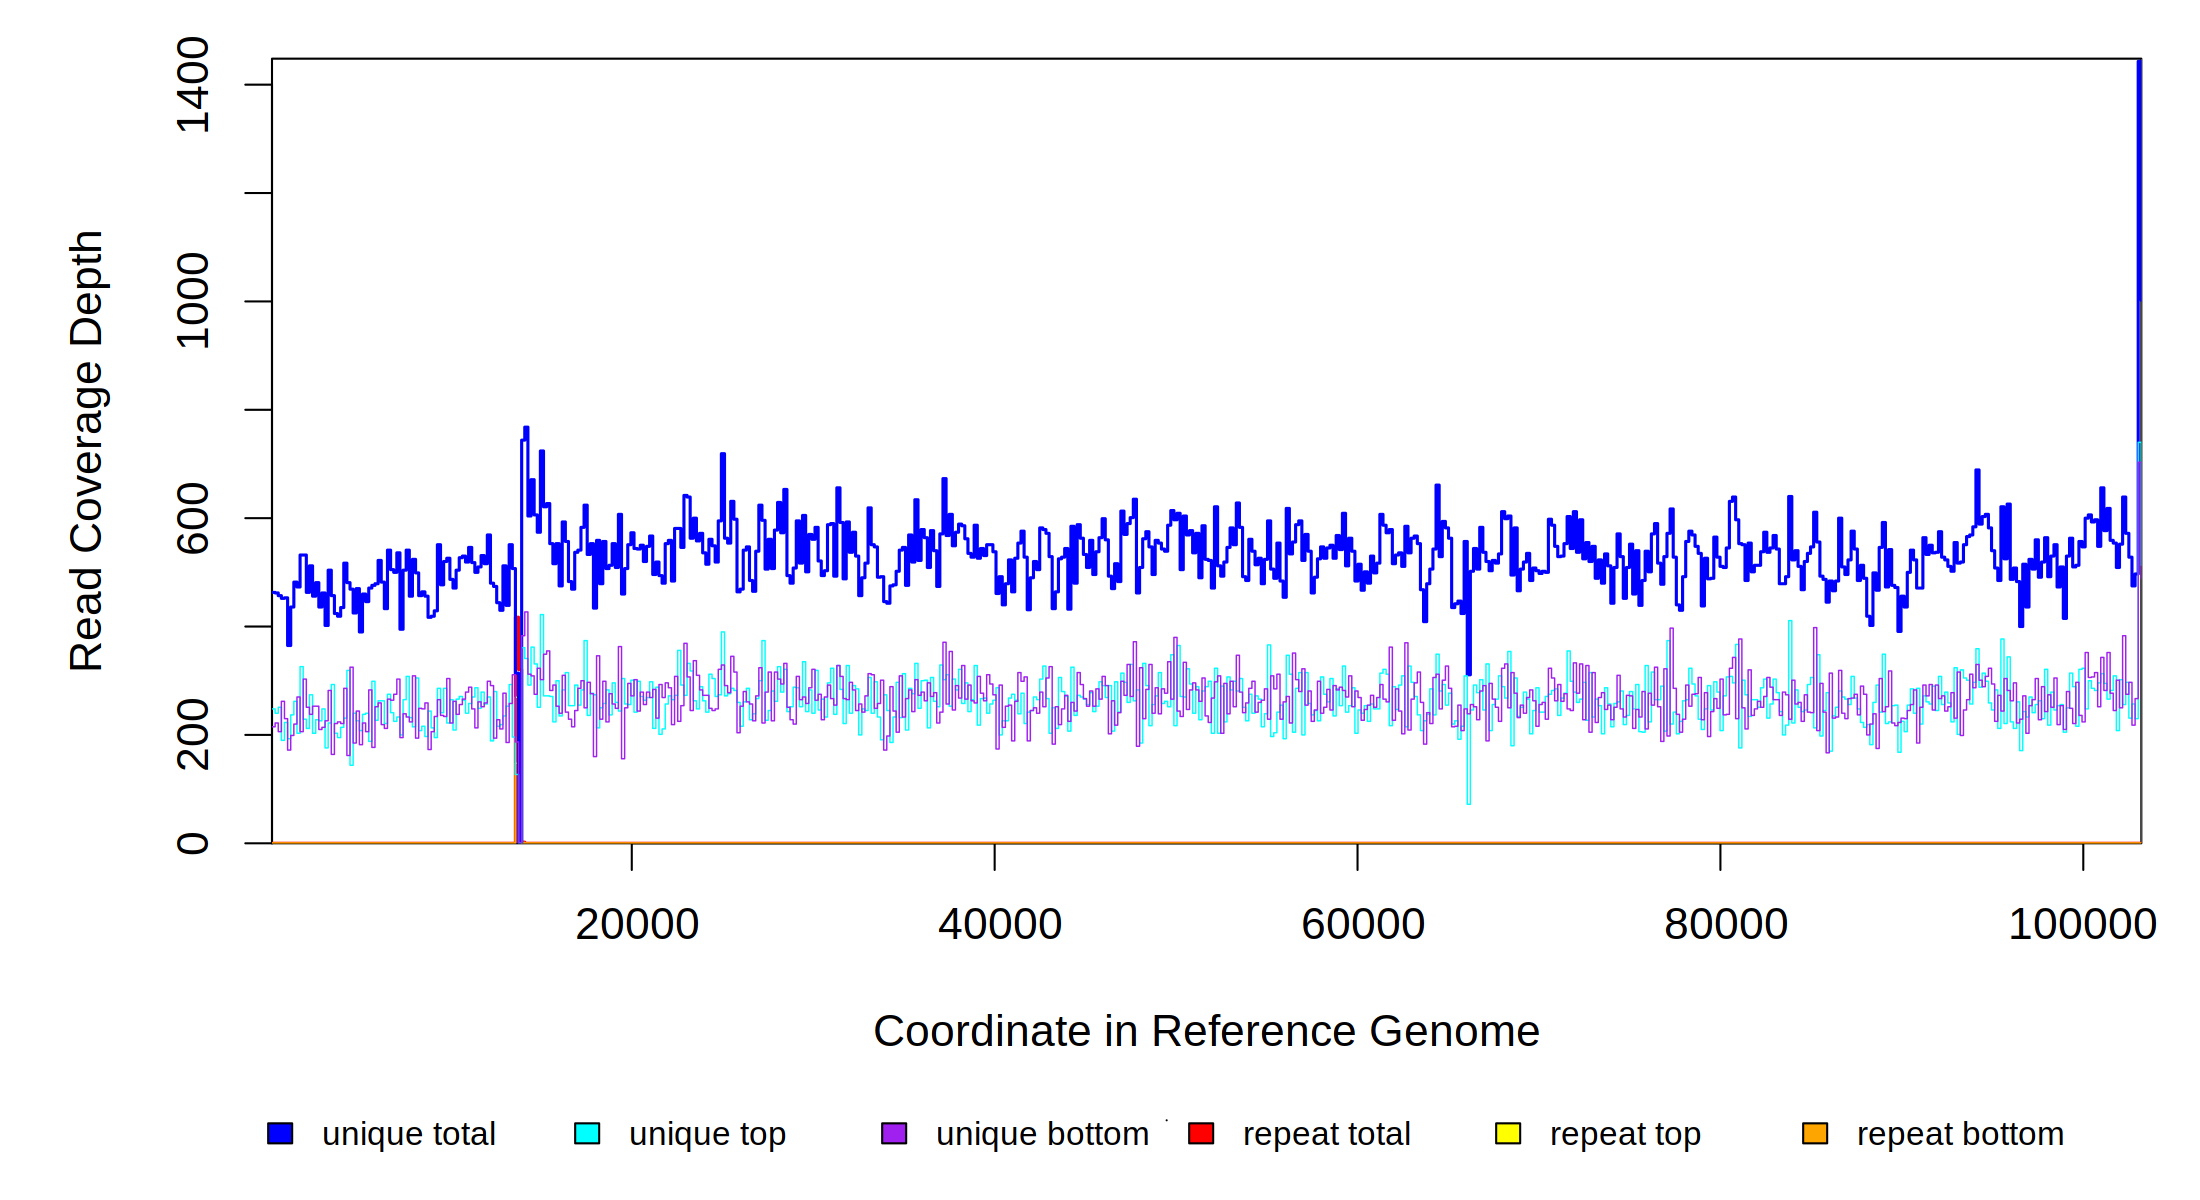 Read Coverage Depth
1400
1000
600
200
0
20000 40000 60000 80000 100000
Coordinate in Reference Genome
unique total unique top unique bottom repeat total repeat top repeat bottom